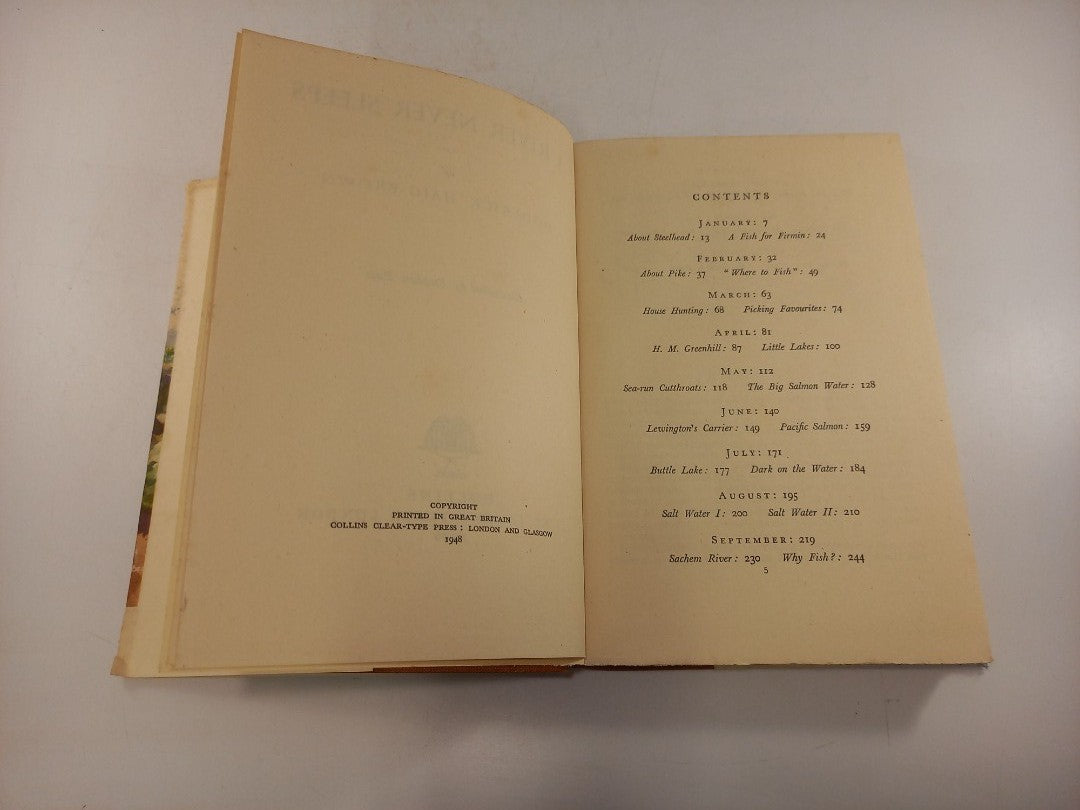 COPYRIGHT
PRINTED IN GREAT BRITAIN
COLLINS CLEAR-TYPE PRESS: LONDON AND GLASGOW
1948
CONTENTS
JANUARY: 7
About Steelhead: 13 A Fish for Firmin: 24
FEBRUARY: 32
About Pike: 37 "Where to Fish": 49
MARCH: 63
House Hunting: 68 Picking Favourites: 74
APRIL: 81
H. M. Greenhill: 87 Little Lakes: 100
MAY: 112
Sea-run Cutthroats: 118 The Big Salmon Water: 128
JUNE: 140
Lewington's Carrier: 149 Pacific Salmon: 159
JULY: 171
Buttle Lake: 177 Dark on the Water: 184
AUGUST: 195
Salt Water I: 200 Salt Water II: 210
SEPTEMBER: 219
Sachem River: 230 Why Fish?: 244
5